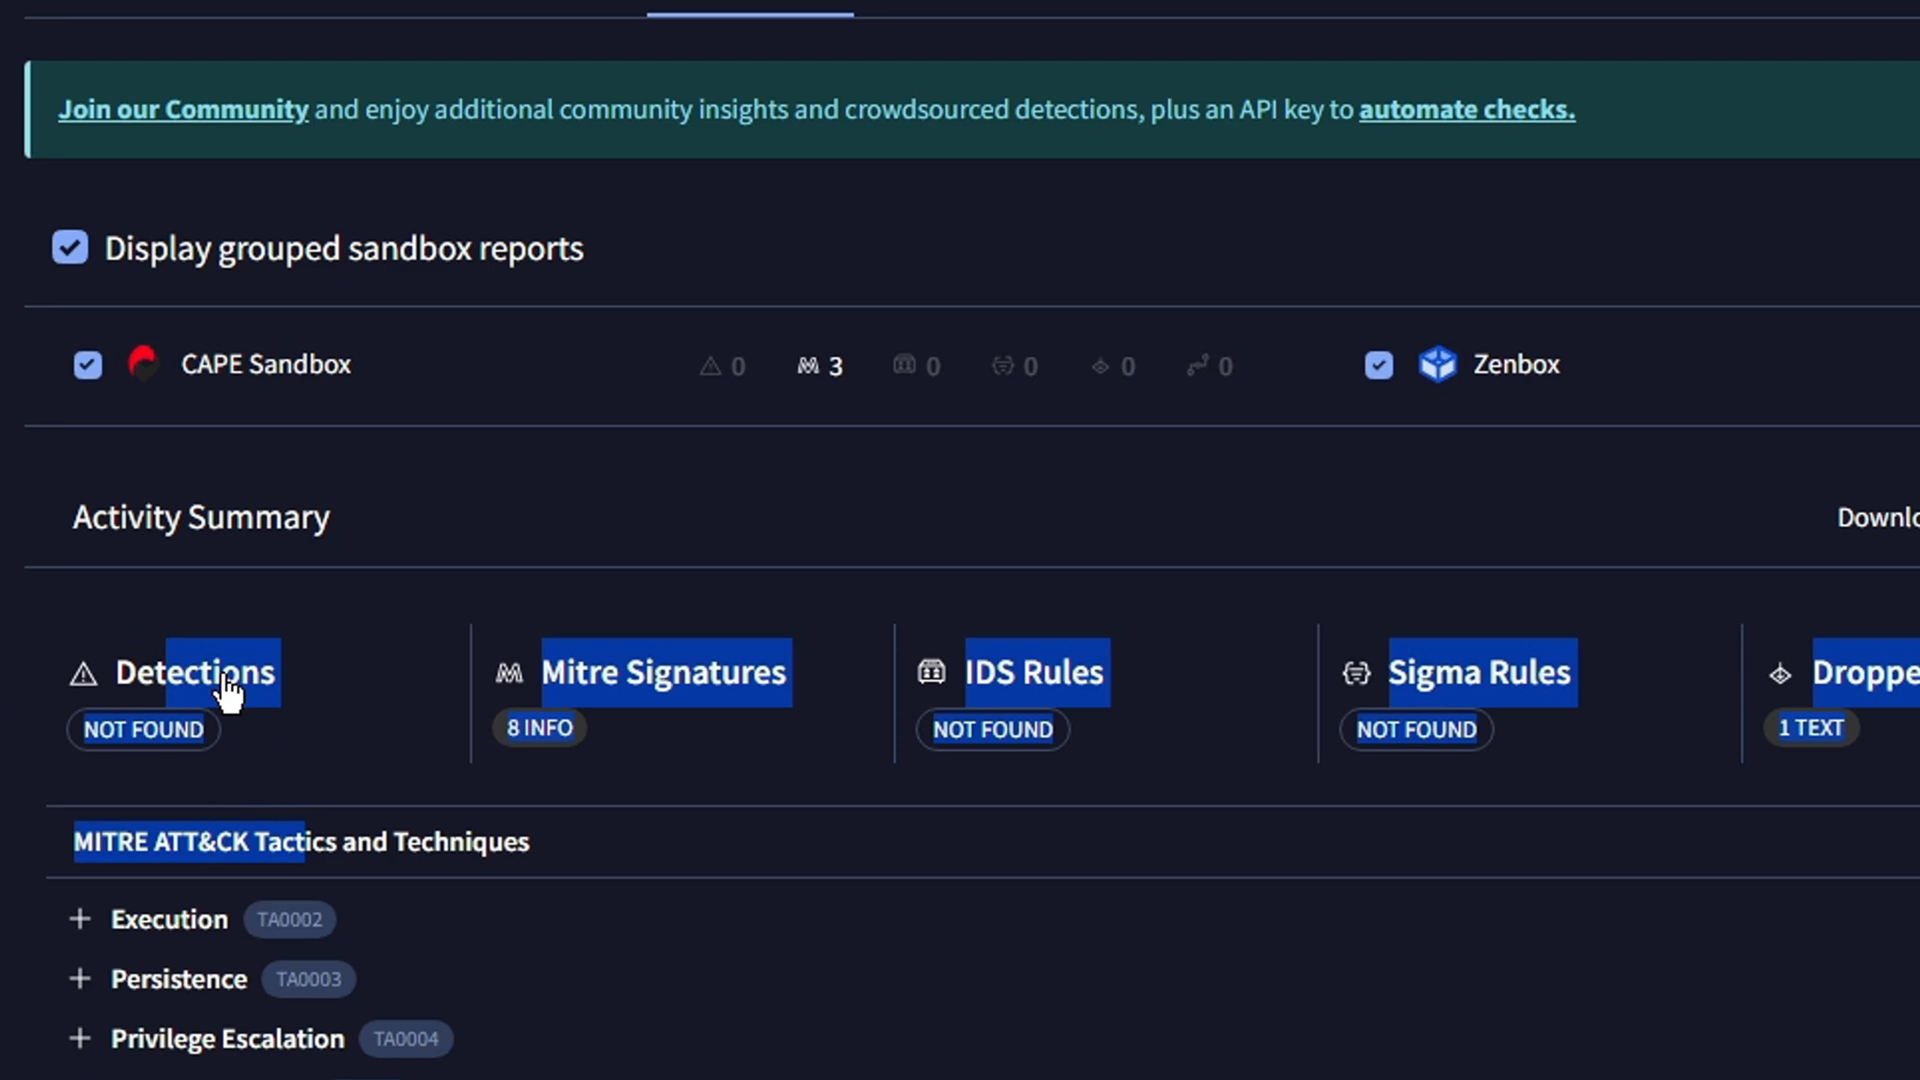 Join our Community and enjoy additional community insights and crowdsourced detections, plus an API key to automate checks.
Display grouped sandbox reports
CAPE Sandbox 0 3 0 0 0 0 Zenbox
Activity Summary Downlo
Detections Mitre Signatures IDS Rules Sigma Rules Droppe
NOT FOUND 8 INFO NOT FOUND NOT FOUND 1 TEXT
MITRE ATT&CK Tactics and Techniques
Execution TA0002
Persistence TA0003
Privilege Escalation TA0004